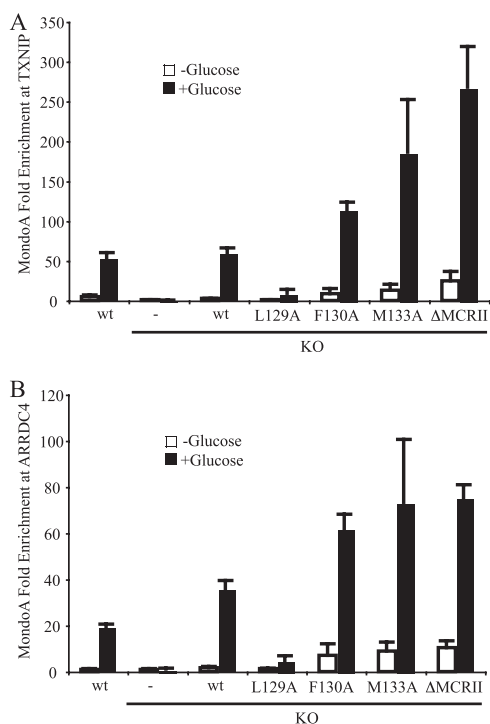 A
MondoA Fold Enrichment at TXNIP
350
300
250
200
150
100
50
0
-Glucose
+Glucose
wt - wt L129A F130A M133A ΔMCRII
KO
B
MondoA Fold Enrichment at ARRDC4
120
100
80
60
40
20
0
-Glucose
+Glucose
wt - wt L129A F130A M133A ΔMCRII
KO